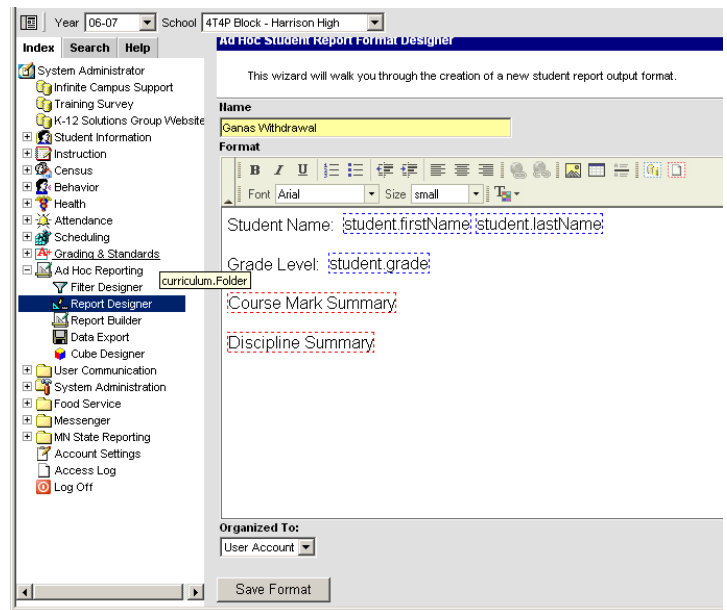 Year 06-07 School 4T4P Block - Harrison High
Index Search Help
System Administrator
Infinite Campus Support
Training Survey
K-12 Solutions Group Website
Student Information
Instruction
Census
Behavior
Health
Attendance
Scheduling
Grading & Standards
Ad Hoc Reporting
curriculum.Folder
Filter Designer
Report Designer
Report Builder
Data Export
Cube Designer
User Communication
System Administration
Food Service
Messenger
MN State Reporting
Account Settings
Access Log
Log Off
Ad Hoc Student Report Format Designer
This wizard will walk you through the creation of a new student report output format.
Name
Ganas Withdrawal
Format
B I U
Font Arial Size small T
Student Name: student.firstName student.lastName
Grade Level: student.grade
Course Mark Summary
Discipline Summary
Organized To:
User Account
Save Format